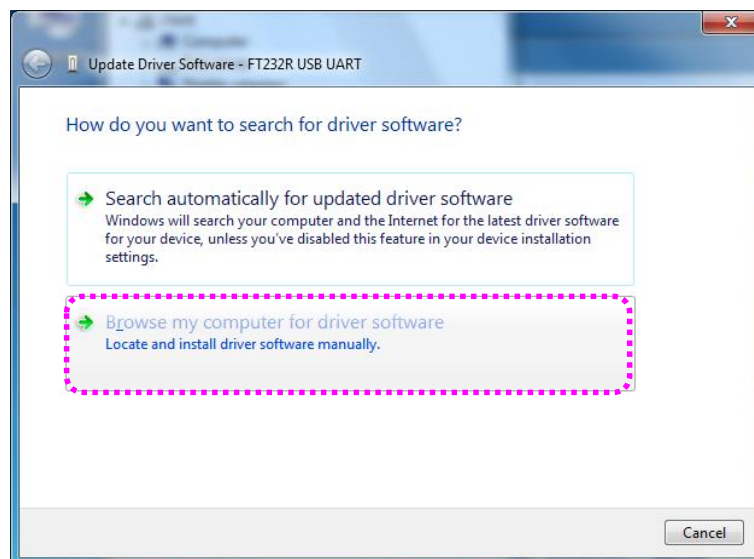 Update Driver Software - FT232R USB UART
How do you want to search for driver software?
Search automatically for updated driver software
Windows will search your computer and the Internet for the latest driver software
for your device, unless you've disabled this feature in your device installation
settings.
Browse my computer for driver software
Locate and install driver software manually.
Cancel